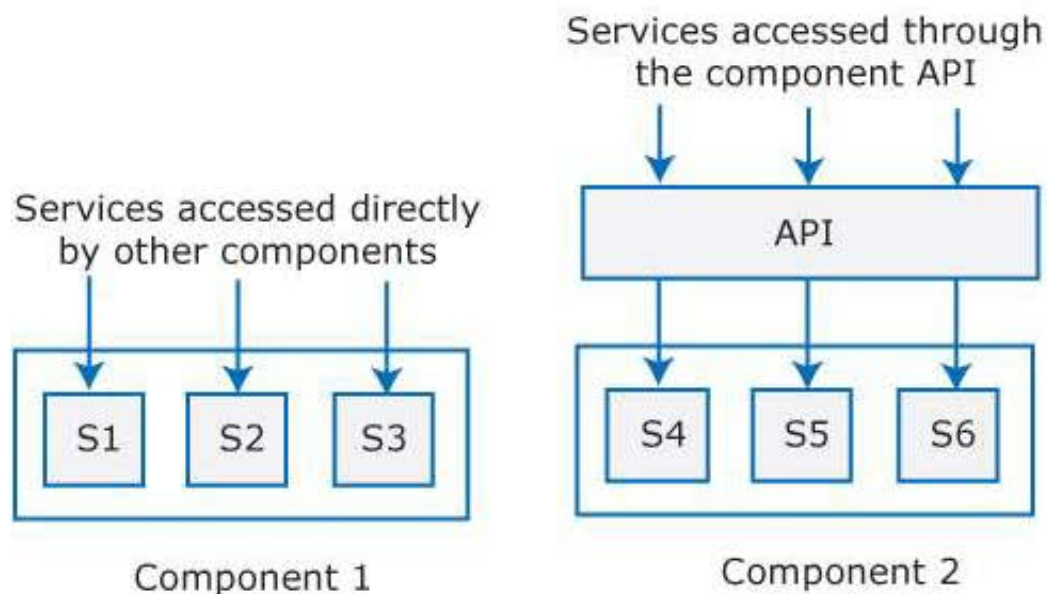 Services accessed directly
by other components
S1
S2
S3
Component 1
Services accessed through
the component API
API
S4
S5
S6
Component 2